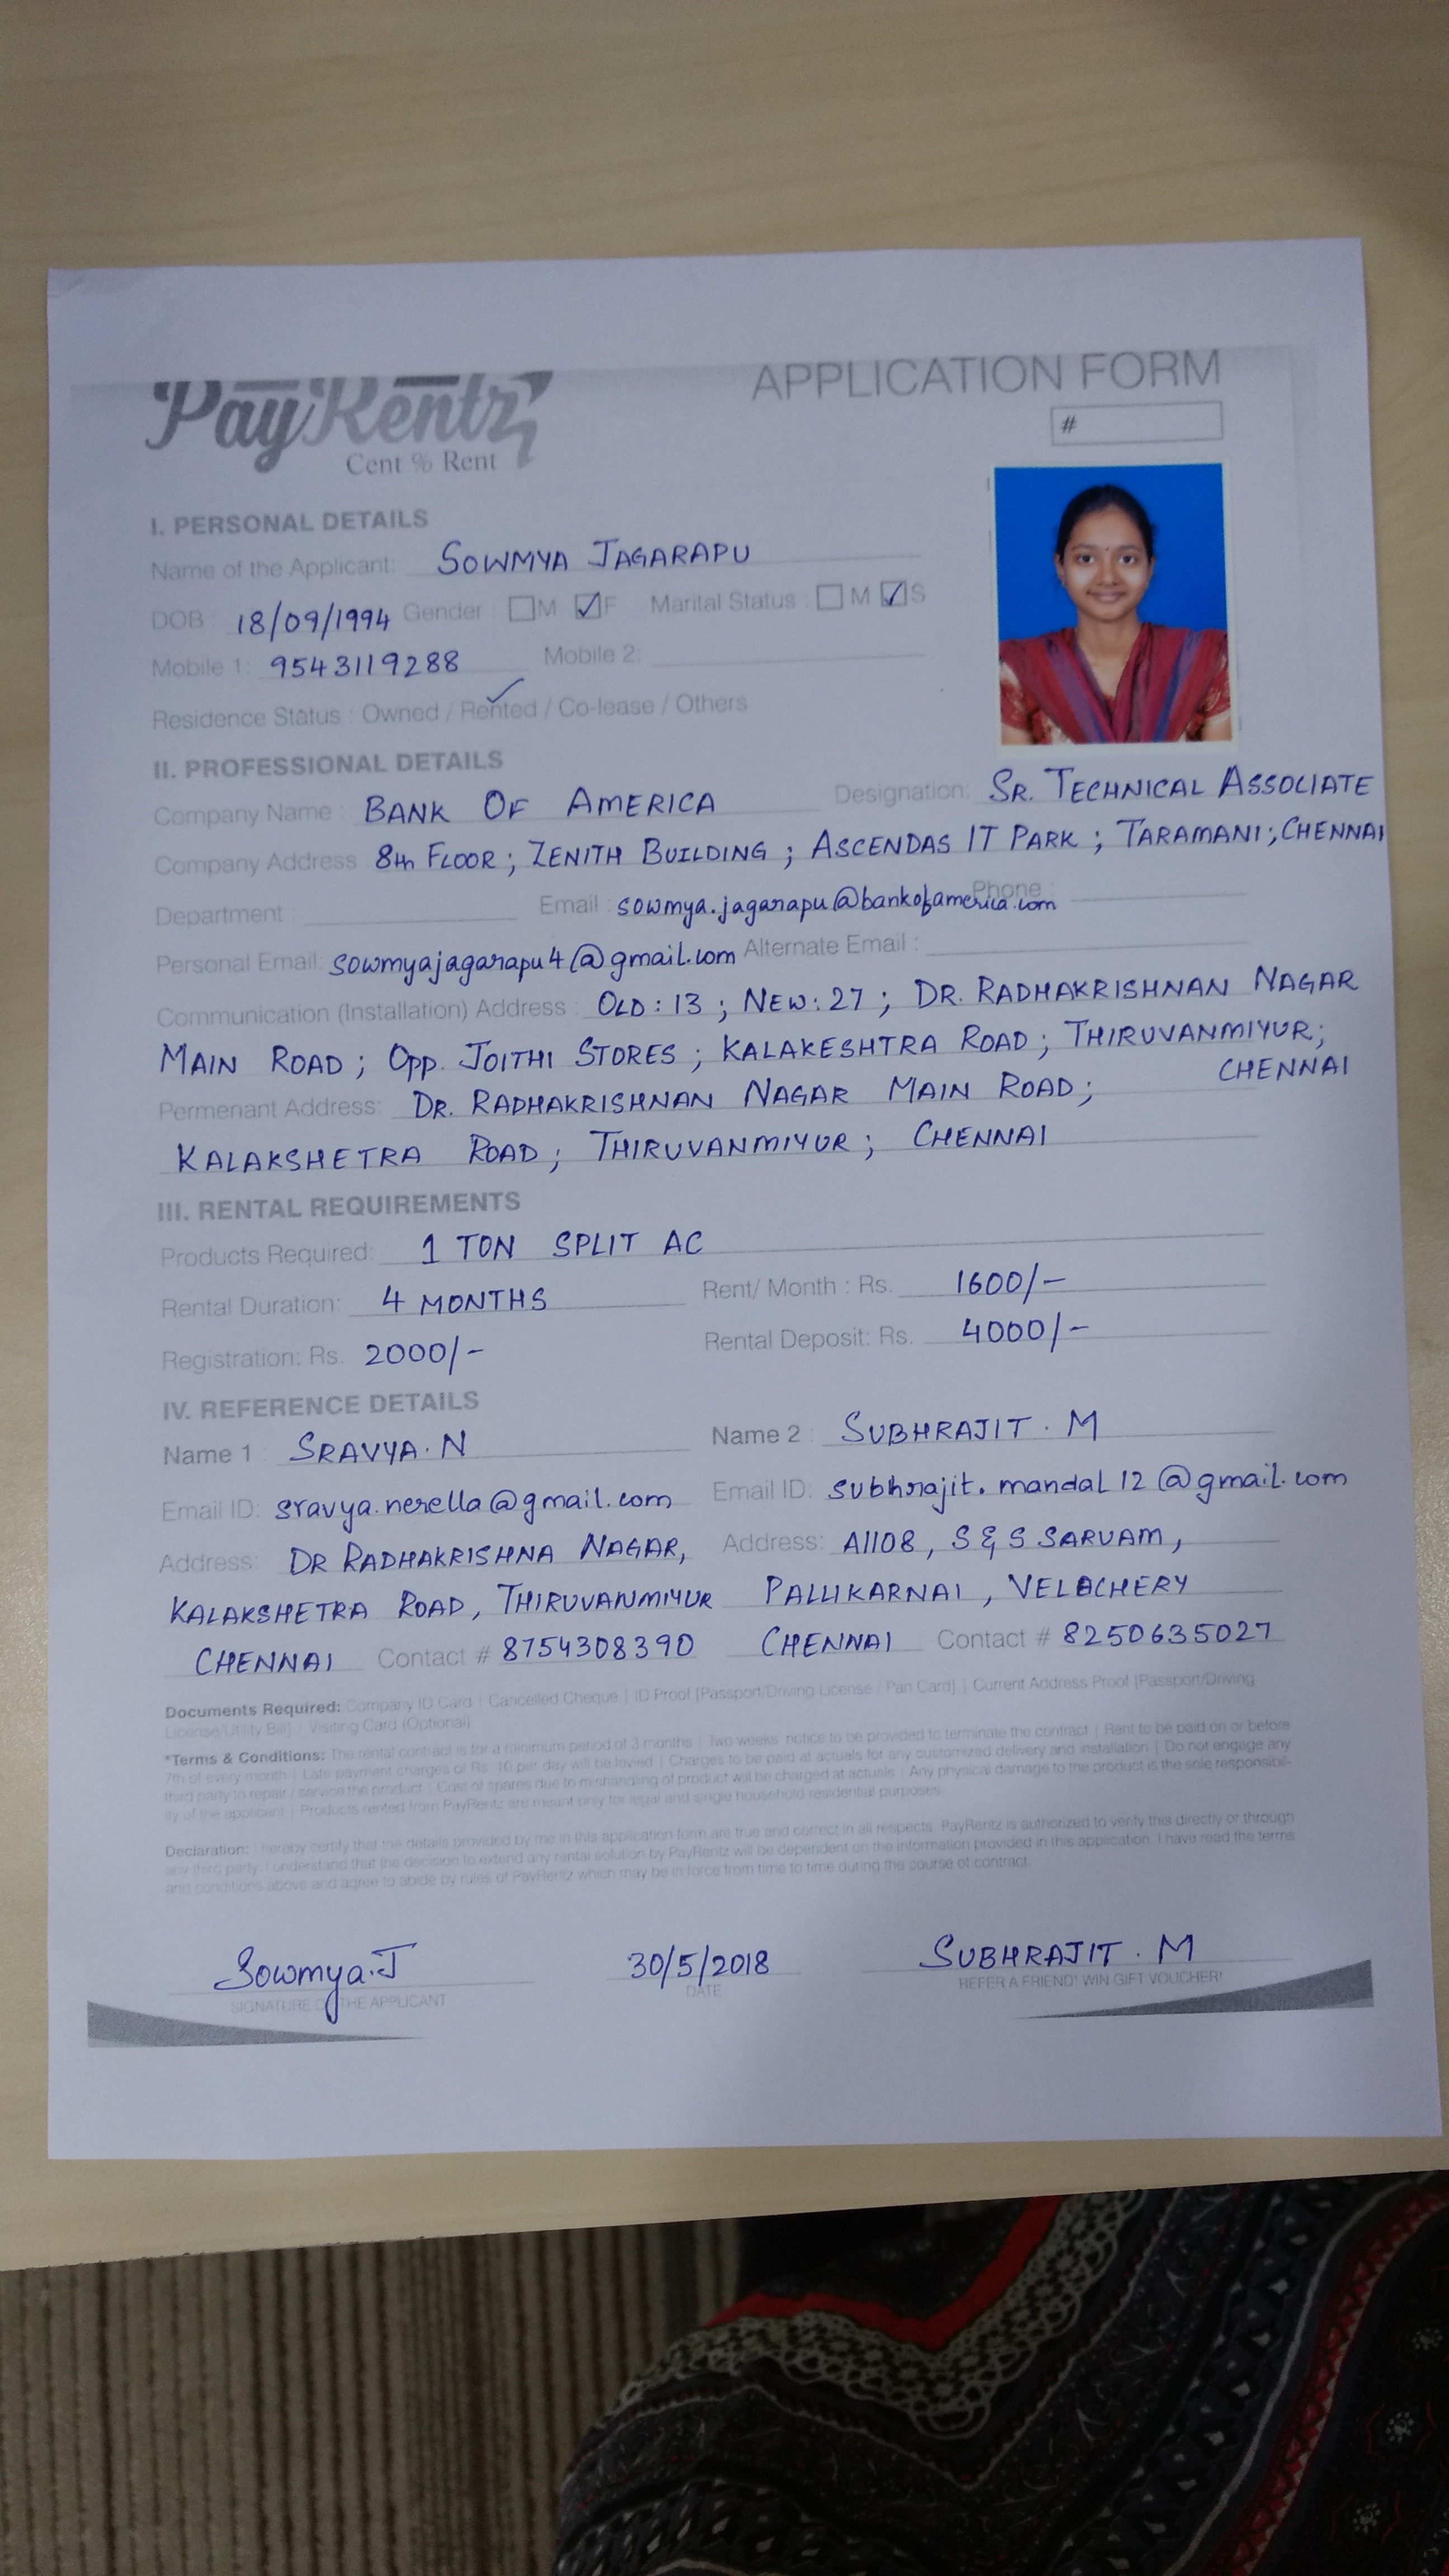 PayRentz
Cent % Rent
APPLICATION FORM
#
I. PERSONAL DETAILS
Name of the Applicant: SOWMYA JAGARAPU
DOB : 18/09/1994 Gender : M F Marital Status : M S
Mobile 1: 9543119288 Mobile 2:
Residence Status : Owned / Rented / Co-lease / Others
II. PROFESSIONAL DETAILS
Company Name : BANK OF AMERICA Designation: SR. TECHNICAL ASSOCIATE
Company Address 8th FLOOR ; ZENITH BUILDING ; ASCENDAS IT PARK ; TARAMANI ; CHENNAI
Department : Email : sowmya.jagarapu@bankofamerica.com Phone :
Personal Email: sowmyajagarapu4@gmail.com Alternate Email :
Communication (Installation) Address : OLD : 13 ; NEW : 27 ; DR. RADHAKRISHNAN NAGAR
MAIN ROAD ; Opp. JOITHI STORES ; KALAKESHTRA ROAD ; THIRUVANMIYUR ;
CHENNAI
Permenant Address: DR. RADHAKRISHNAN NAGAR MAIN ROAD ;
KALAKSHETRA ROAD ; THIRUVANMIYUR ; CHENNAI
III. RENTAL REQUIREMENTS
Products Required: 1 TON SPLIT AC
Rental Duration: 4 MONTHS Rent/ Month : Rs. 1600/-
Registration: Rs. 2000/- Rental Deposit: Rs. 4000/-
IV. REFERENCE DETAILS
Name 1 : SRAVYA . N Name 2 : SUBHRAJIT . M
Email ID: sravya.nerella@gmail.com Email ID: subhrajit.mandal12@gmail.com
Address: DR RADHAKRISHNA NAGAR, Address: A1108, S & S SARVAM,
KALAKSHETRA ROAD, THIRUVANMIYUR PALLIKARNAI , VELACHERY
CHENNAI Contact # 8754308390 CHENNAI Contact # 8250635027
Documents Required: Company ID Card | Cancelled Cheque | ID Proof [Passport/Driving License / Pan Card] | Current Address Proof [Passport/Driving
License/Utility Bill] | Visiting Card (Optional)
*Terms & Conditions: The rental contract is for a minimum period of 3 months | Two weeks notice to be provided to terminate the contract | Rent to be paid on or before
7th of every month | Late payment charges of Rs. 10 per day will be levied | Charges to be paid at actuals for any customized delivery and installation | Do not engage any
third party to repair / service the product | Cost of spares due to mishandling of product will be charged at actuals | Any physical damage to the product is the sole responsibil-
ity of the applicant | Products rented from PayRentz are meant only for legal and single household residential purposes.
Declaration: I hereby certify that the details provided by me in this application form are true and correct in all respects. PayRentz is authorized to verify this directly or through
any third party. I understand that the decision to extend any rental solution by PayRentz will be dependent on the information provided in this application. I have read the terms
and conditions above and agree to abide by rules of PayRentz which may be in force from time to time during the course of contract.
Sowmya.J 30/5/2018 SUBHRAJIT . M
SIGNATURE OF THE APPLICANT DATE REFER A FRIEND! WIN GIFT VOUCHER!